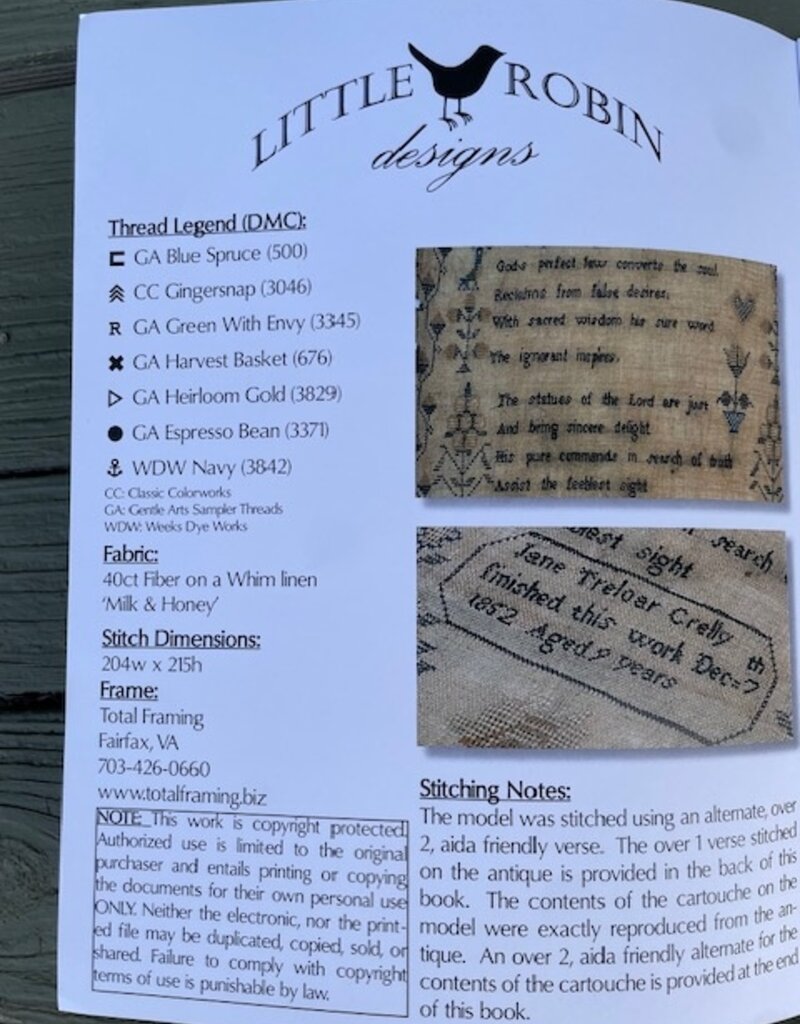 LITTLE ROBIN
designs
Thread Legend (DMC):
GA Blue Spruce (500)
CC Gingersnap (3046)
R GA Green With Envy (3345)
GA Harvest Basket (676)
GA Heirloom Gold (3829)
GA Espresso Bean (3371)
WDW Navy (3842)
CC: Classic Colorworks
GA: Gentle Arts Sampler Threads
WDW: Weeks Dye Works
Fabric:
40ct Fiber on a Whim linen
‘Milk & Honey’
Stitch Dimensions:
204w x 215h
Frame:
Total Framing
Fairfax, VA
703-426-0660
www.totalframing.biz
NOTE: This work is copyright protected.
Authorized use is limited to the original
purchaser and entails printing or copying
the documents for their own personal use
ONLY. Neither the electronic, nor the print-
ed file may be duplicated, copied, sold, or
shared. Failure to comply with copyright
terms of use is punishable by law.
Gods perfect laws converts the soul
Reclaims from false desires,
With sacred wisdom his sure word
The ignorant inspires.
The statues of the Lord are just
And bring sincere delight
His pure commands in search of truth
Assist the feeblest sight
search
blest sight
Jane Treloar Crelly
finished this work Dec=7th
1852 Aged 9 years
Stitching Notes:
The model was stitched using an alternate, over
2, aida friendly verse. The over 1 verse stitched
on the antique is provided in the back of this
book. The contents of the cartouche on the
model were exactly reproduced from the an-
tique. An over 2, aida friendly alternate for the
contents of the cartouche is provided at the end
of this book.